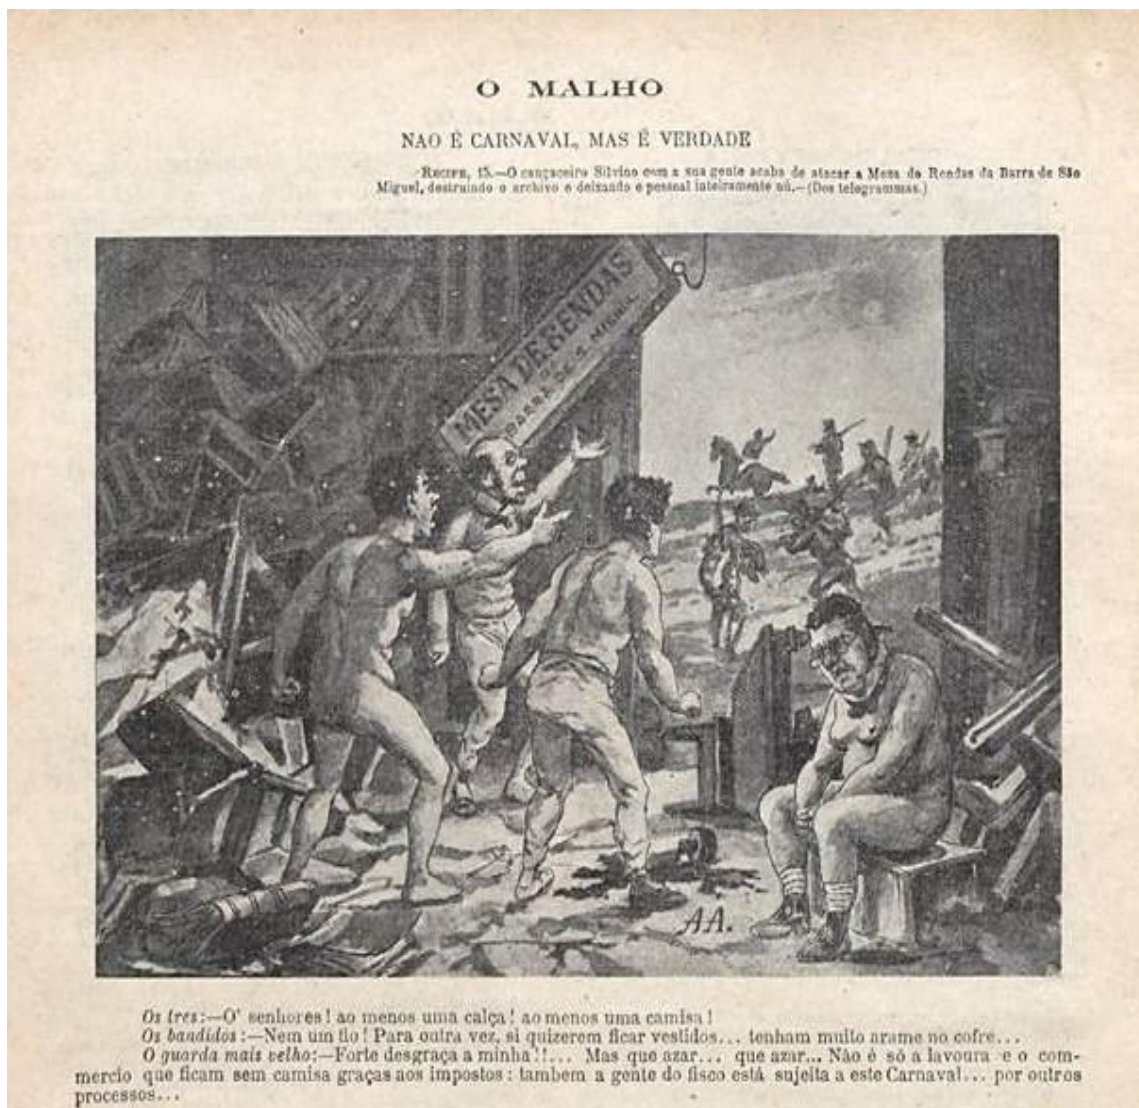 O MALHO
NAO É CARNAVAL, MAS É VERDADE
RECIFE, 15.—O cangaceiro Silvino com a sua gente acaba de atacar a Mesa de Rendas da Barra de São
Miguel, destruindo o archivo e deixando o pessoal inteiramente nú.—(Dos telegrammas.)
MESA DE RENDAS
DA
BARRA DE S. MIGUEL
AA.
Os tres:—O' senhores! ao menos uma calça! ao menos uma camisa!
Os bandidos:—Nem um fio! Para outra vez, si quizerem ficar vestidos... tenham muito arame no cofre...
O guarda mais velho:—Forte desgraça a minha!!... Mas que azar... que azar... Não é só a lavoura e o com-
mercio que ficam sem camisa graças aos impostos: tambem a gente do fisco está sujeita a este Carnaval... por outros
processos...